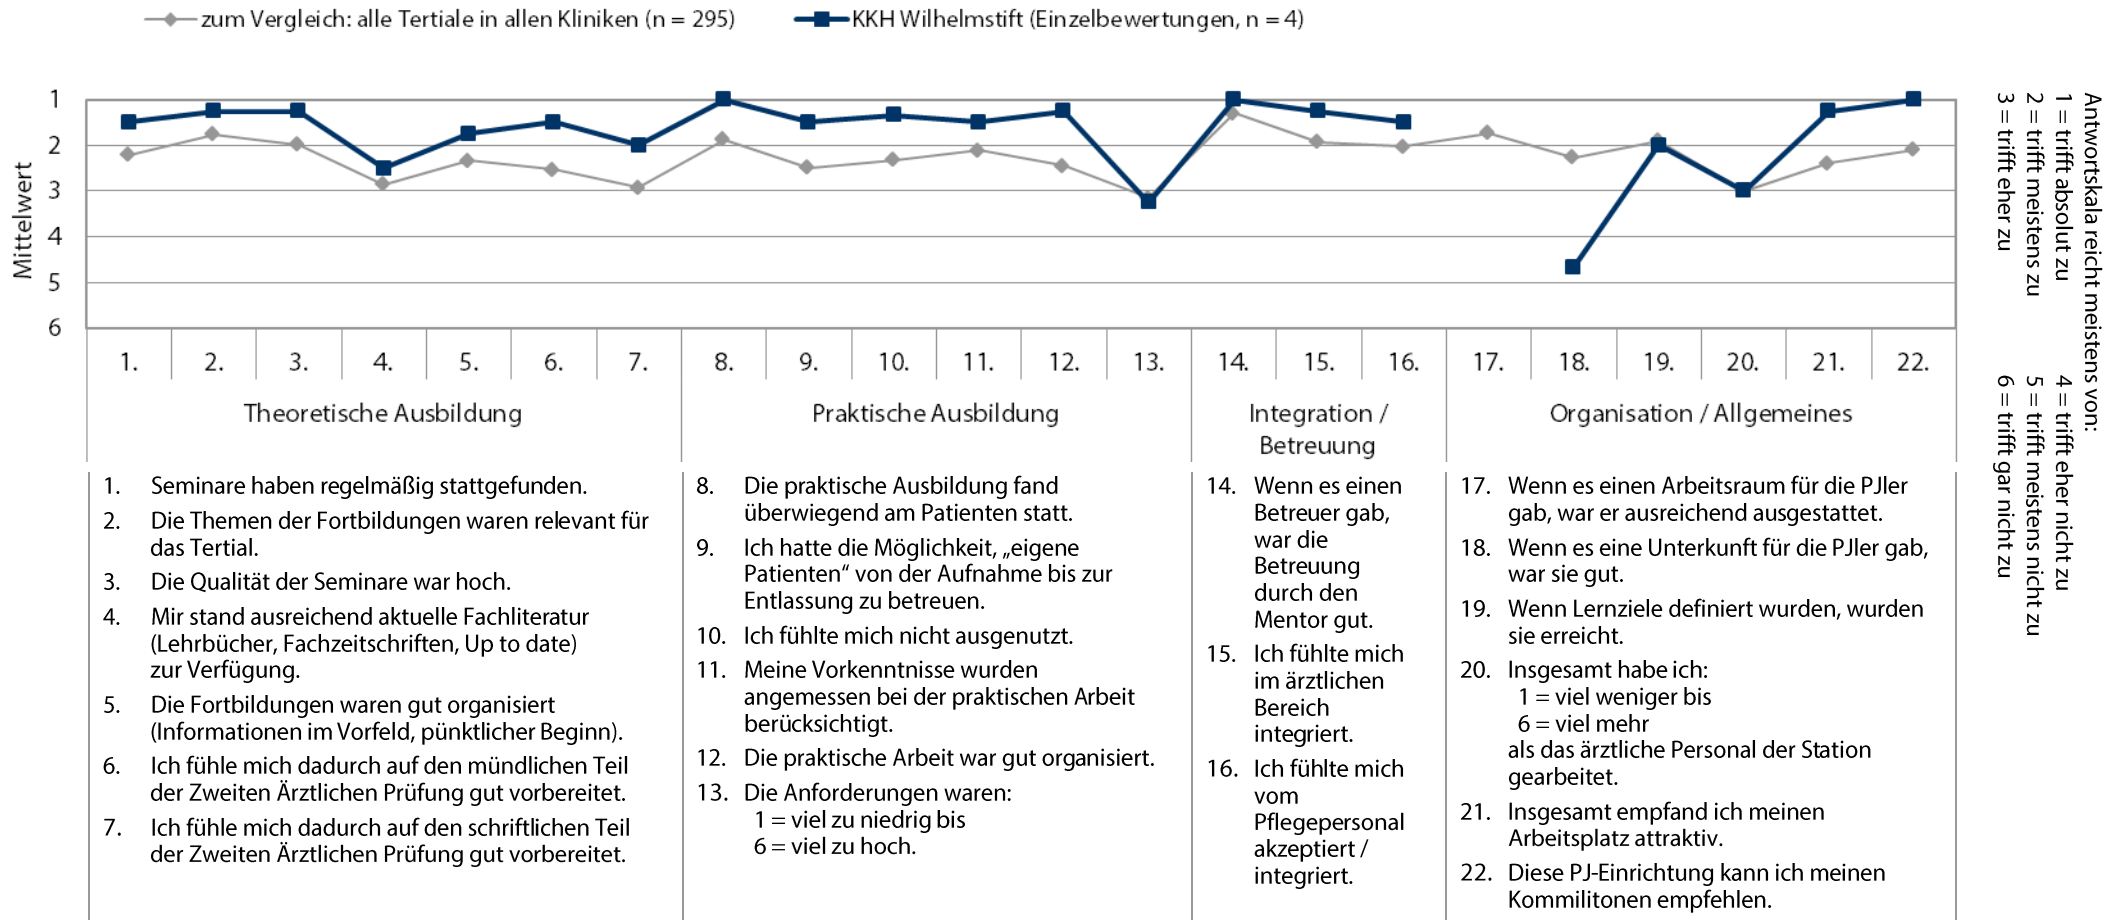 zum Vergleich: alle Tertiale in allen Kliniken (n = 295)
KKH Wilhelmstift (Einzelbewertungen, n = 4)
Mittelwert
1
2
3
4
5
6
1. 2. 3. 4. 5. 6. 7. 8. 9. 10. 11. 12. 13. 14. 15. 16. 17. 18. 19. 20. 21. 22.
Theoretische Ausbildung
Praktische Ausbildung
Integration /
Betreuung
Organisation / Allgemeines
1. Seminare haben regelmäßig stattgefunden.
2. Die Themen der Fortbildungen waren relevant für
das Tertial.
3. Die Qualität der Seminare war hoch.
4. Mir stand ausreichend aktuelle Fachliteratur
(Lehrbücher, Fachzeitschriften, Up to date)
zur Verfügung.
5. Die Fortbildungen waren gut organisiert
(Informationen im Vorfeld, pünktlicher Beginn).
6. Ich fühle mich dadurch auf den mündlichen Teil
der Zweiten Ärztlichen Prüfung gut vorbereitet.
7. Ich fühle mich dadurch auf den schriftlichen Teil
der Zweiten Ärztlichen Prüfung gut vorbereitet.
8. Die praktische Ausbildung fand
überwiegend am Patienten statt.
9. Ich hatte die Möglichkeit, „eigene
Patienten“ von der Aufnahme bis zur
Entlassung zu betreuen.
10. Ich fühlte mich nicht ausgenutzt.
11. Meine Vorkenntnisse wurden
angemessen bei der praktischen Arbeit
berücksichtigt.
12. Die praktische Arbeit war gut organisiert.
13. Die Anforderungen waren:
1 = viel zu niedrig bis
6 = viel zu hoch.
14. Wenn es einen
Betreuer gab,
war die
Betreuung
durch den
Mentor gut.
15. Ich fühlte mich
im ärztlichen
Bereich
integriert.
16. Ich fühlte mich
vom
Pflegepersonal
akzeptiert /
integriert.
17. Wenn es einen Arbeitsraum für die PJler
gab, war er ausreichend ausgestattet.
18. Wenn es eine Unterkunft für die PJler gab,
war sie gut.
19. Wenn Lernziele definiert wurden, wurden
sie erreicht.
20. Insgesamt habe ich:
1 = viel weniger bis
6 = viel mehr
als das ärztliche Personal der Station
gearbeitet.
21. Insgesamt empfand ich meinen
Arbeitsplatz attraktiv.
22. Diese PJ-Einrichtung kann ich meinen
Kommilitonen empfehlen.
Antwortskala reicht meistens von:
1 = trifft absolut zu 4 = trifft eher nicht zu
2 = trifft meistens zu 5 = trifft meistens nicht zu
3 = trifft eher zu 6 = trifft gar nicht zu